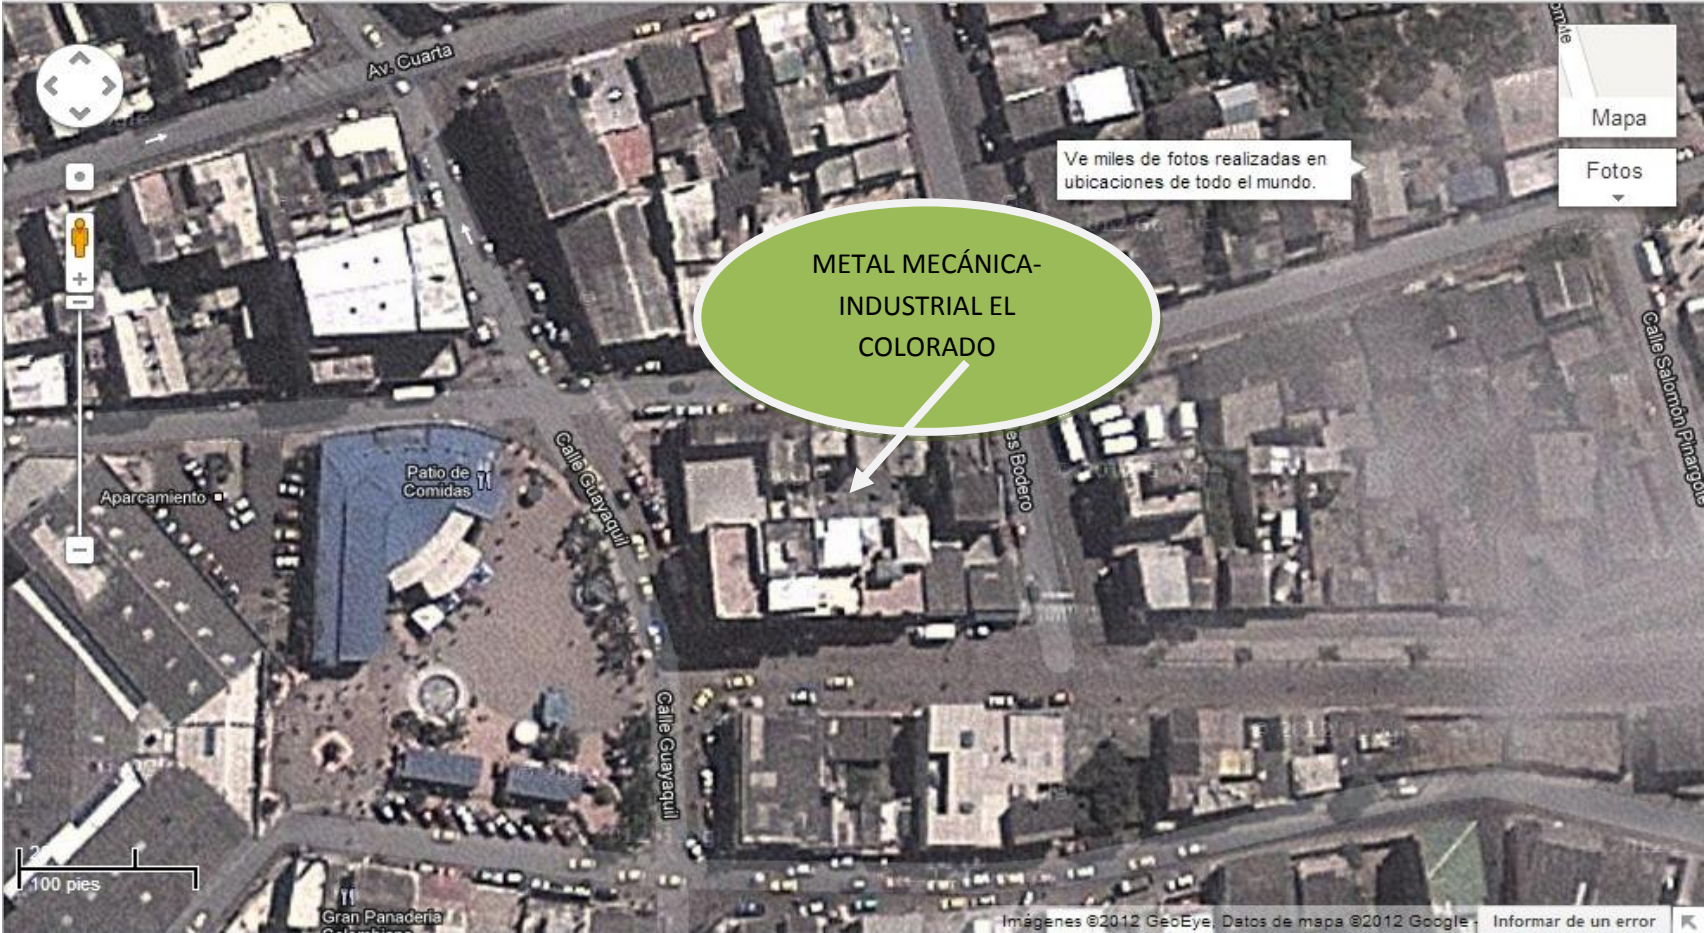 Av. Cuarta
Mapa
Ve miles de fotos realizadas en
ubicaciones de todo el mundo.
Fotos
METAL MECÁNICA-
INDUSTRIAL EL
COLORADO
Calle Salomón Pinargote
Calle Guayaquil
es Bodero
Patio de
Comidas
Aparcamiento
Calle Guayaquil
100 pies
Gran Panaderia
Imágenes ©2012 GeoEye, Datos de mapa ©2012 Google - Informar de un error